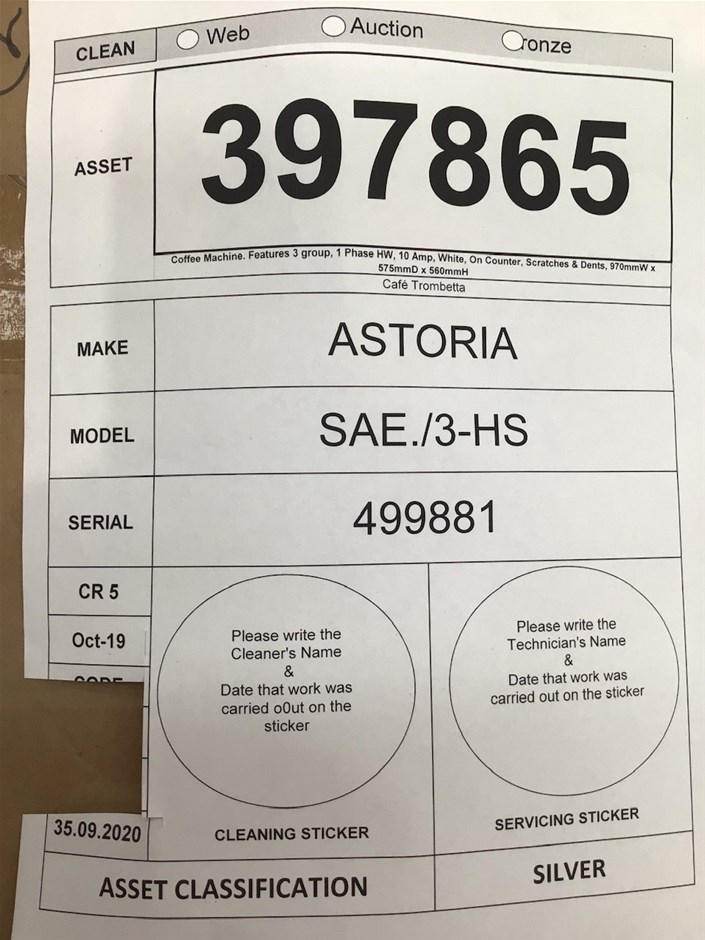 CLEAN
Web
Auction
ronze
ASSET
397865
Coffee Machine. Features 3 group, 1 Phase HW, 10 Amp, White, On Counter, Scratches & Dents, 970mmW x
575mmD x 560mmH
Café Trombetta
MAKE
ASTORIA
MODEL
SAE./3-HS
SERIAL
499881
CR 5
Oct-19
Please write the
Cleaner's Name
&
Date that work was
carried o0ut on the
sticker
CLEANING STICKER
Please write the
Technician's Name
&
Date that work was
carried out on the sticker
SERVICING STICKER
35.09.2020
ASSET CLASSIFICATION
SILVER